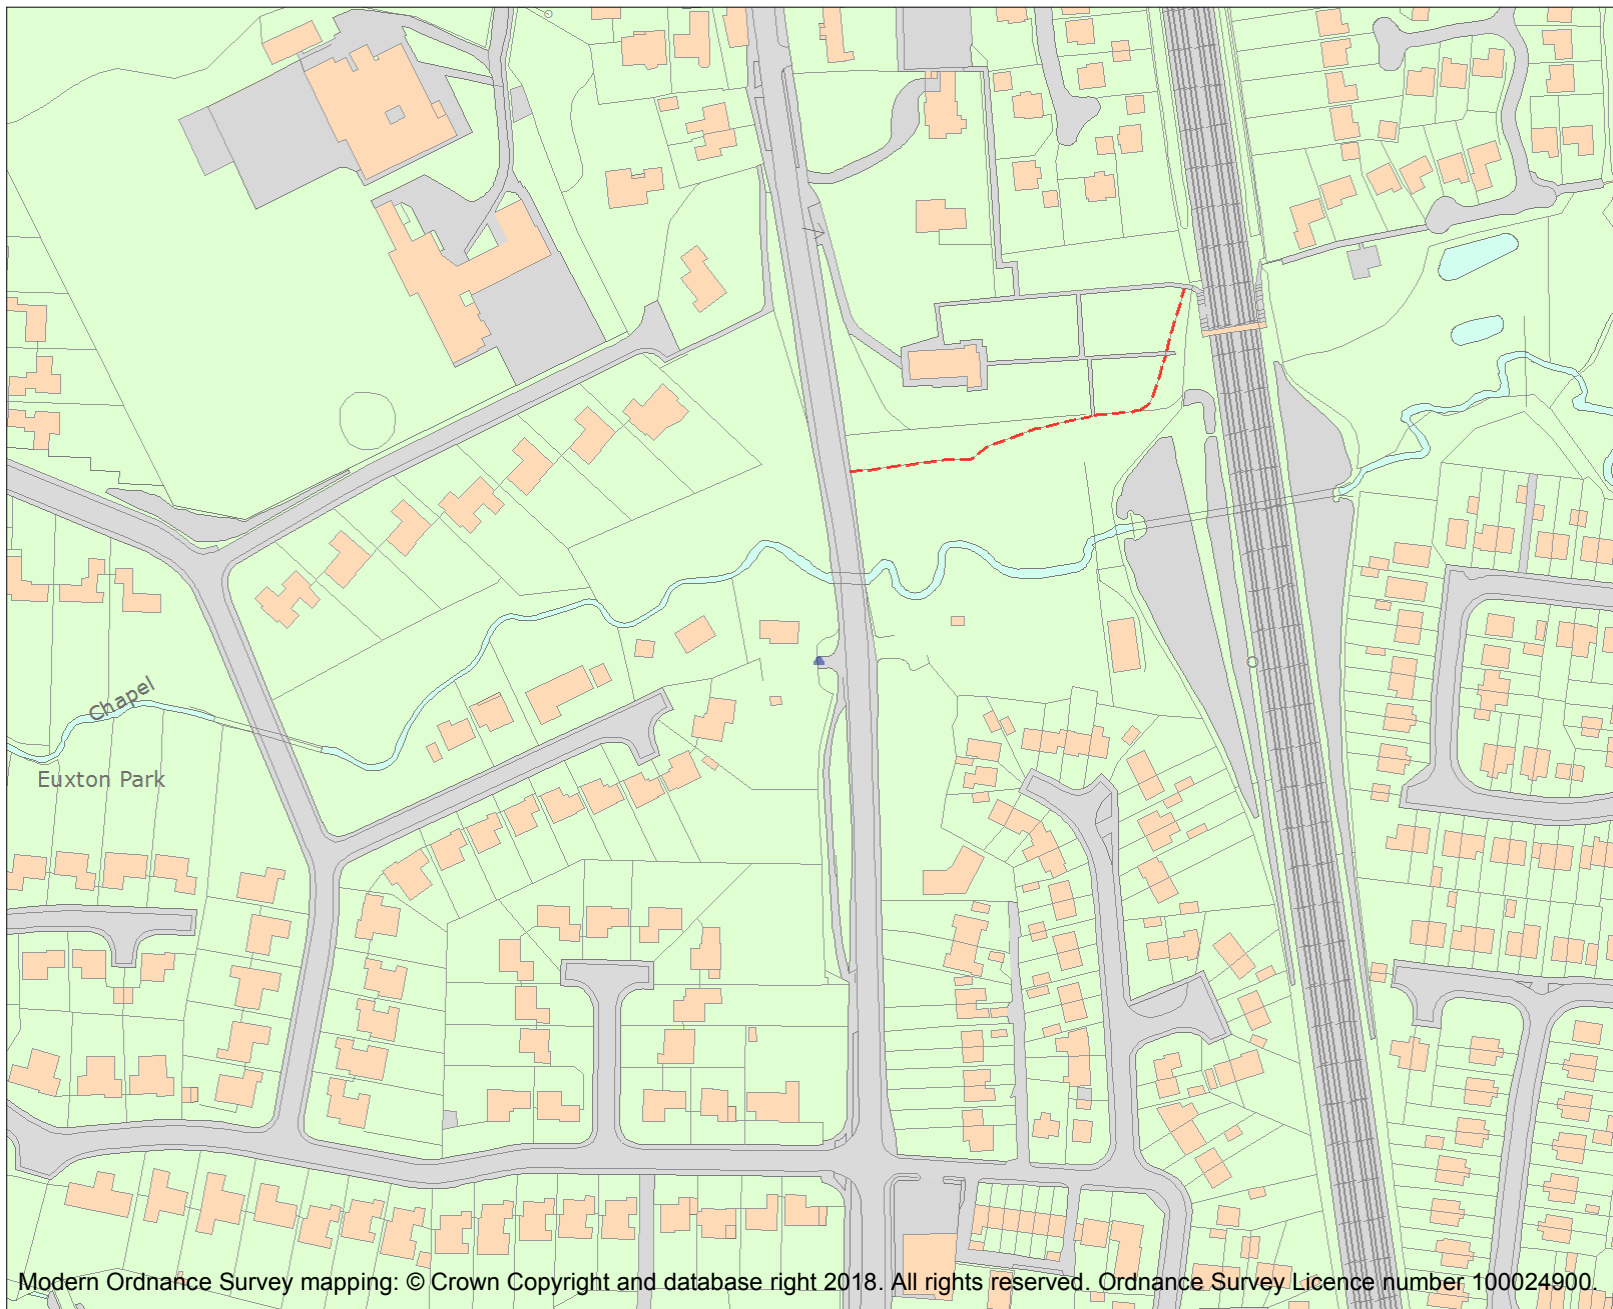 Chapel
Euxton Park
Modern Ordnance Survey mapping: © Crown Copyright and database right 2018. All rights reserved. Ordnance Survey Licence number 100024900.